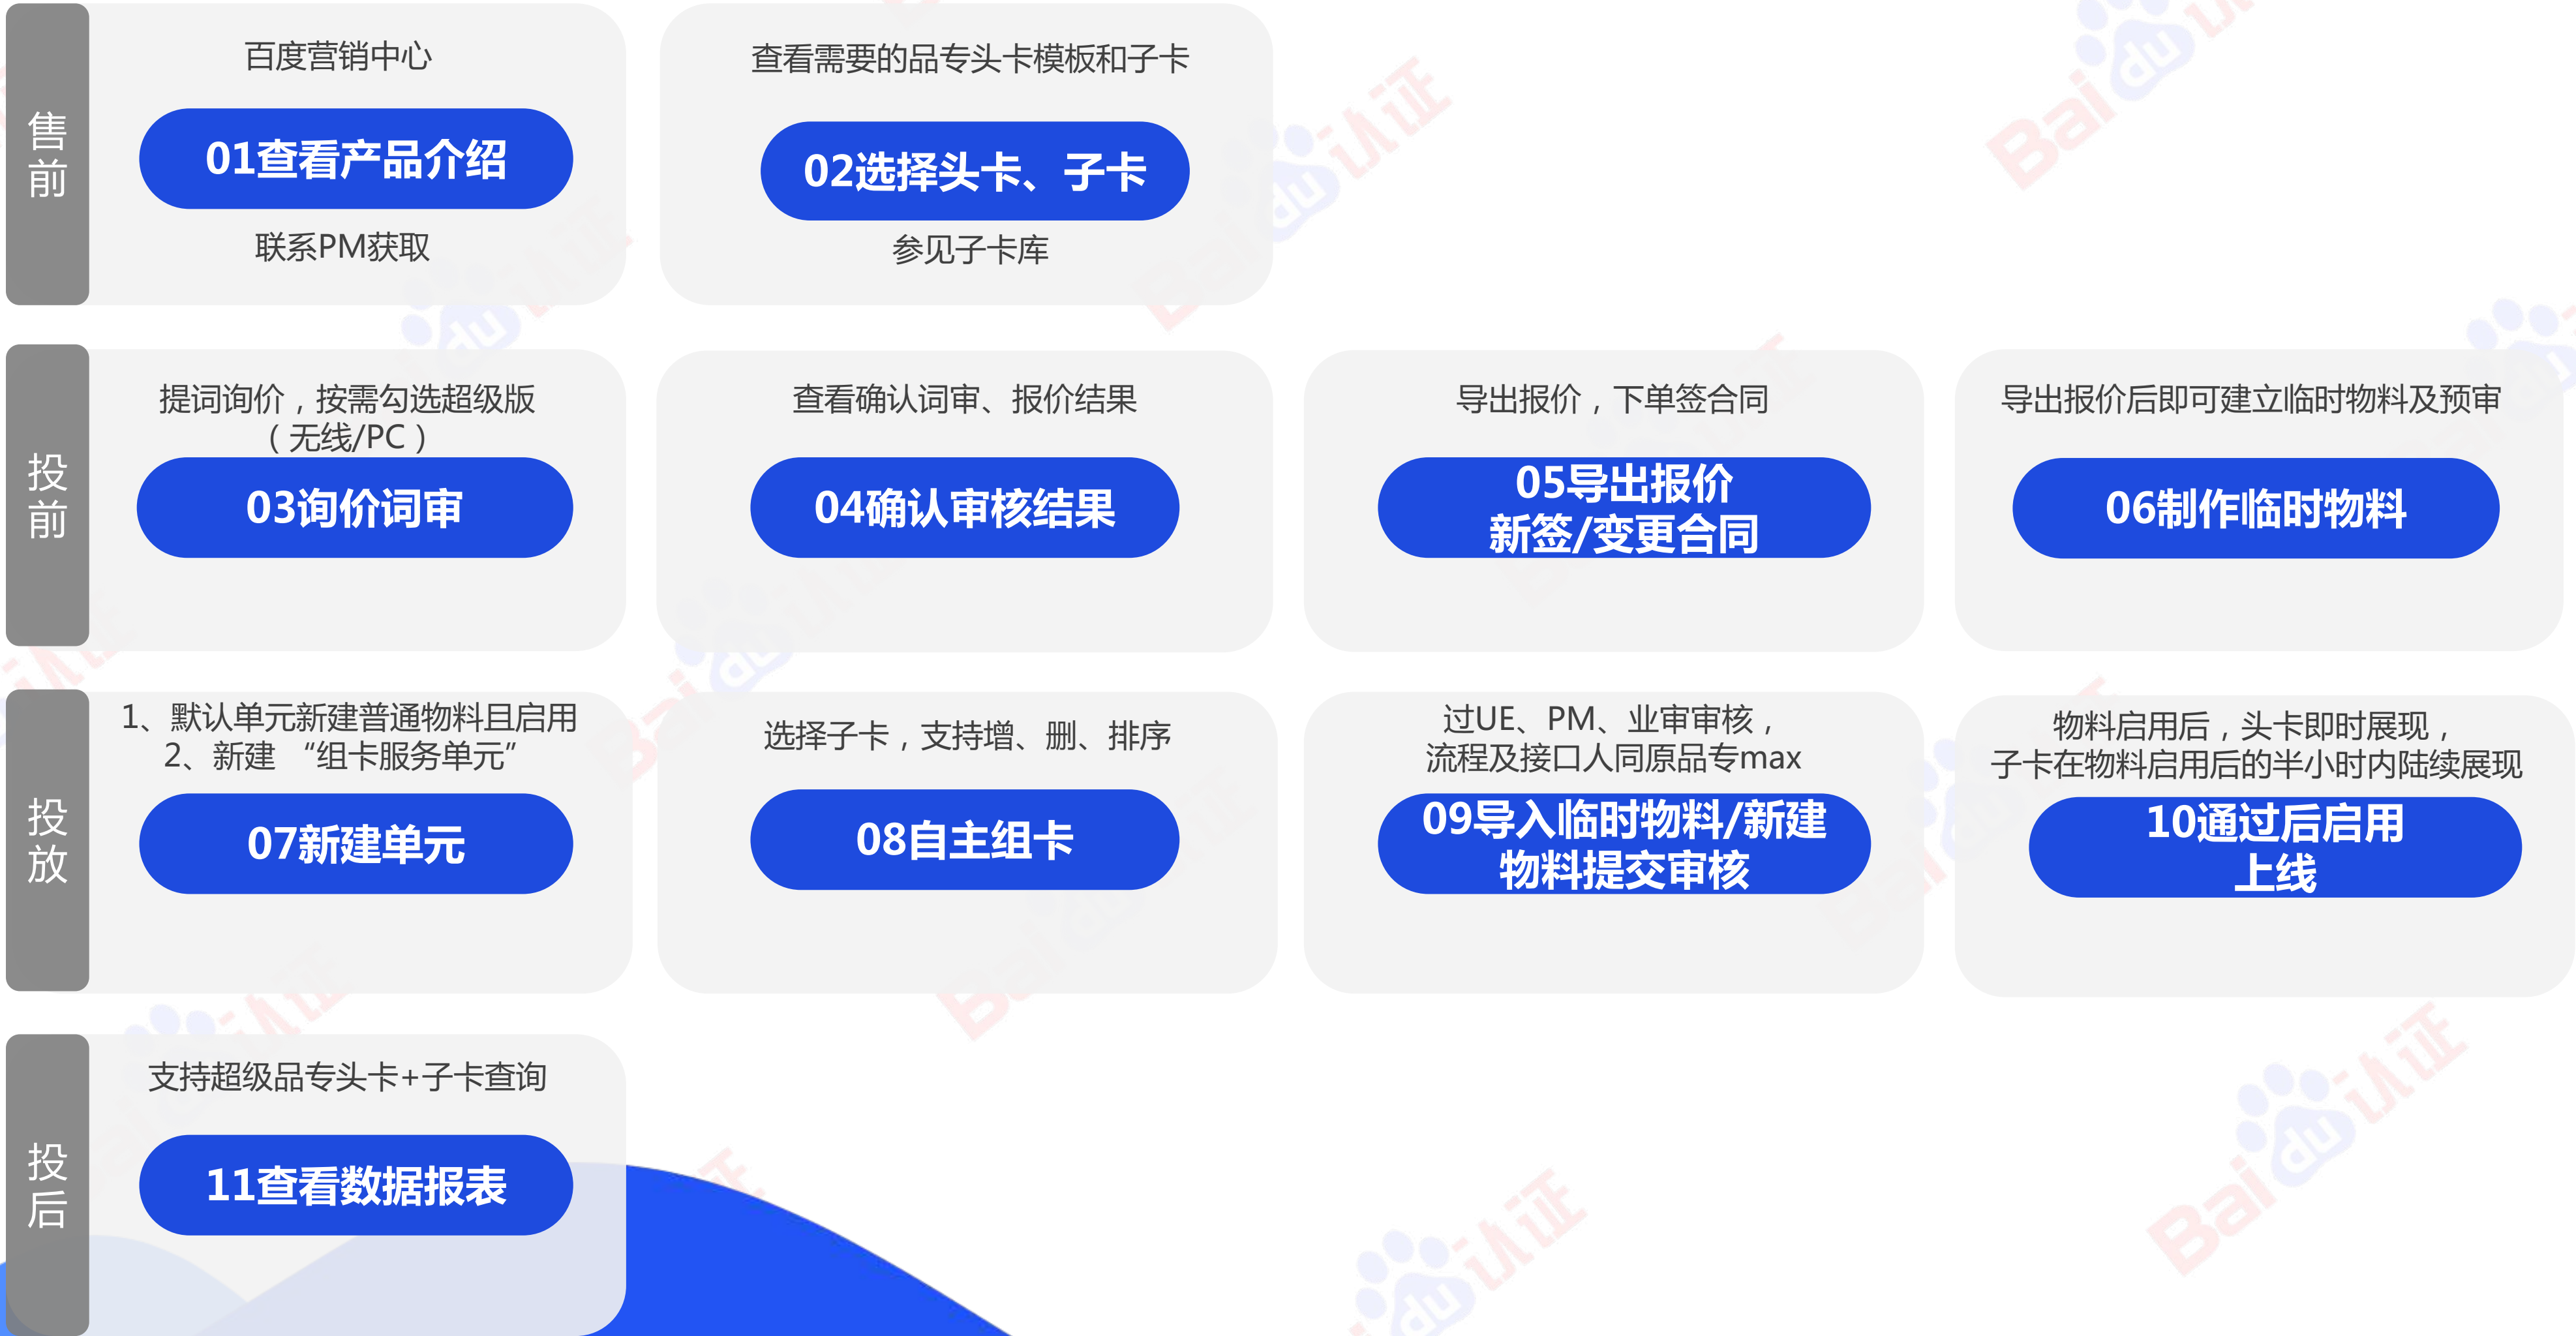 售前
百度营销中心
01查看产品介绍
联系PM获取
查看需要的品专头卡模板和子卡
02选择头卡、子卡
参见子卡库
投前
提词询价，按需勾选超级版
（无线/PC）
03询价词审
查看确认词审、报价结果
04确认审核结果
导出报价，下单签合同
05导出报价
新签/变更合同
导出报价后即可建立临时物料及预审
06制作临时物料
投放
1、默认单元新建普通物料且启用
2、新建 “组卡服务单元”
07新建单元
选择子卡，支持增、删、排序
08自主组卡
过UE、PM、业审审核，
流程及接口人同原品专max
09导入临时物料/新建
物料提交审核
物料启用后，头卡即时展现，
子卡在物料启用后的半小时内陆续展现
10通过后启用
上线
投后
支持超级品专头卡+子卡查询
11查看数据报表
Baidu认证